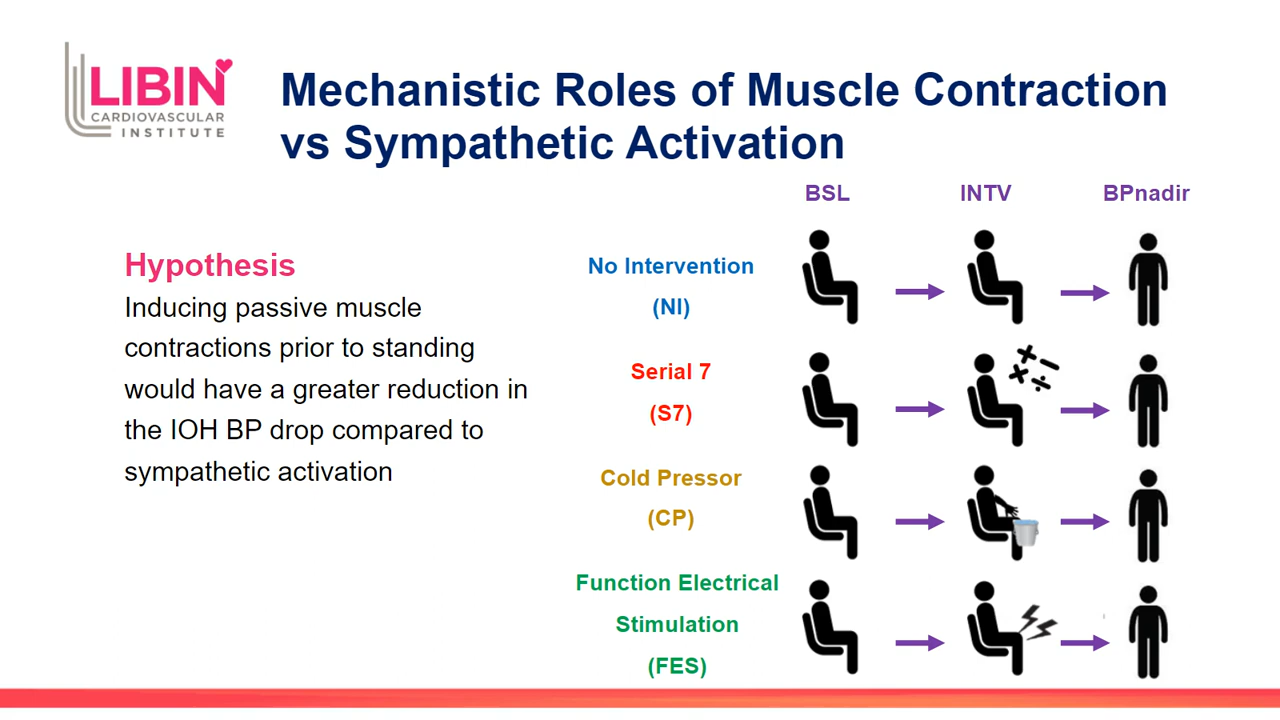 LIBIN
CARDIOVASCULAR
INSTITUTE
Mechanistic Roles of Muscle Contraction
vs Sympathetic Activation
BSL
INTV
BPnadir
Hypothesis
Inducing passive muscle
contractions prior to standing
would have a greater reduction in
the IOH BP drop compared to
sympathetic activation
No Intervention
(NI)
Serial 7
(S7)
Cold Pressor
(CP)
Function Electrical
Stimulation
(FES)